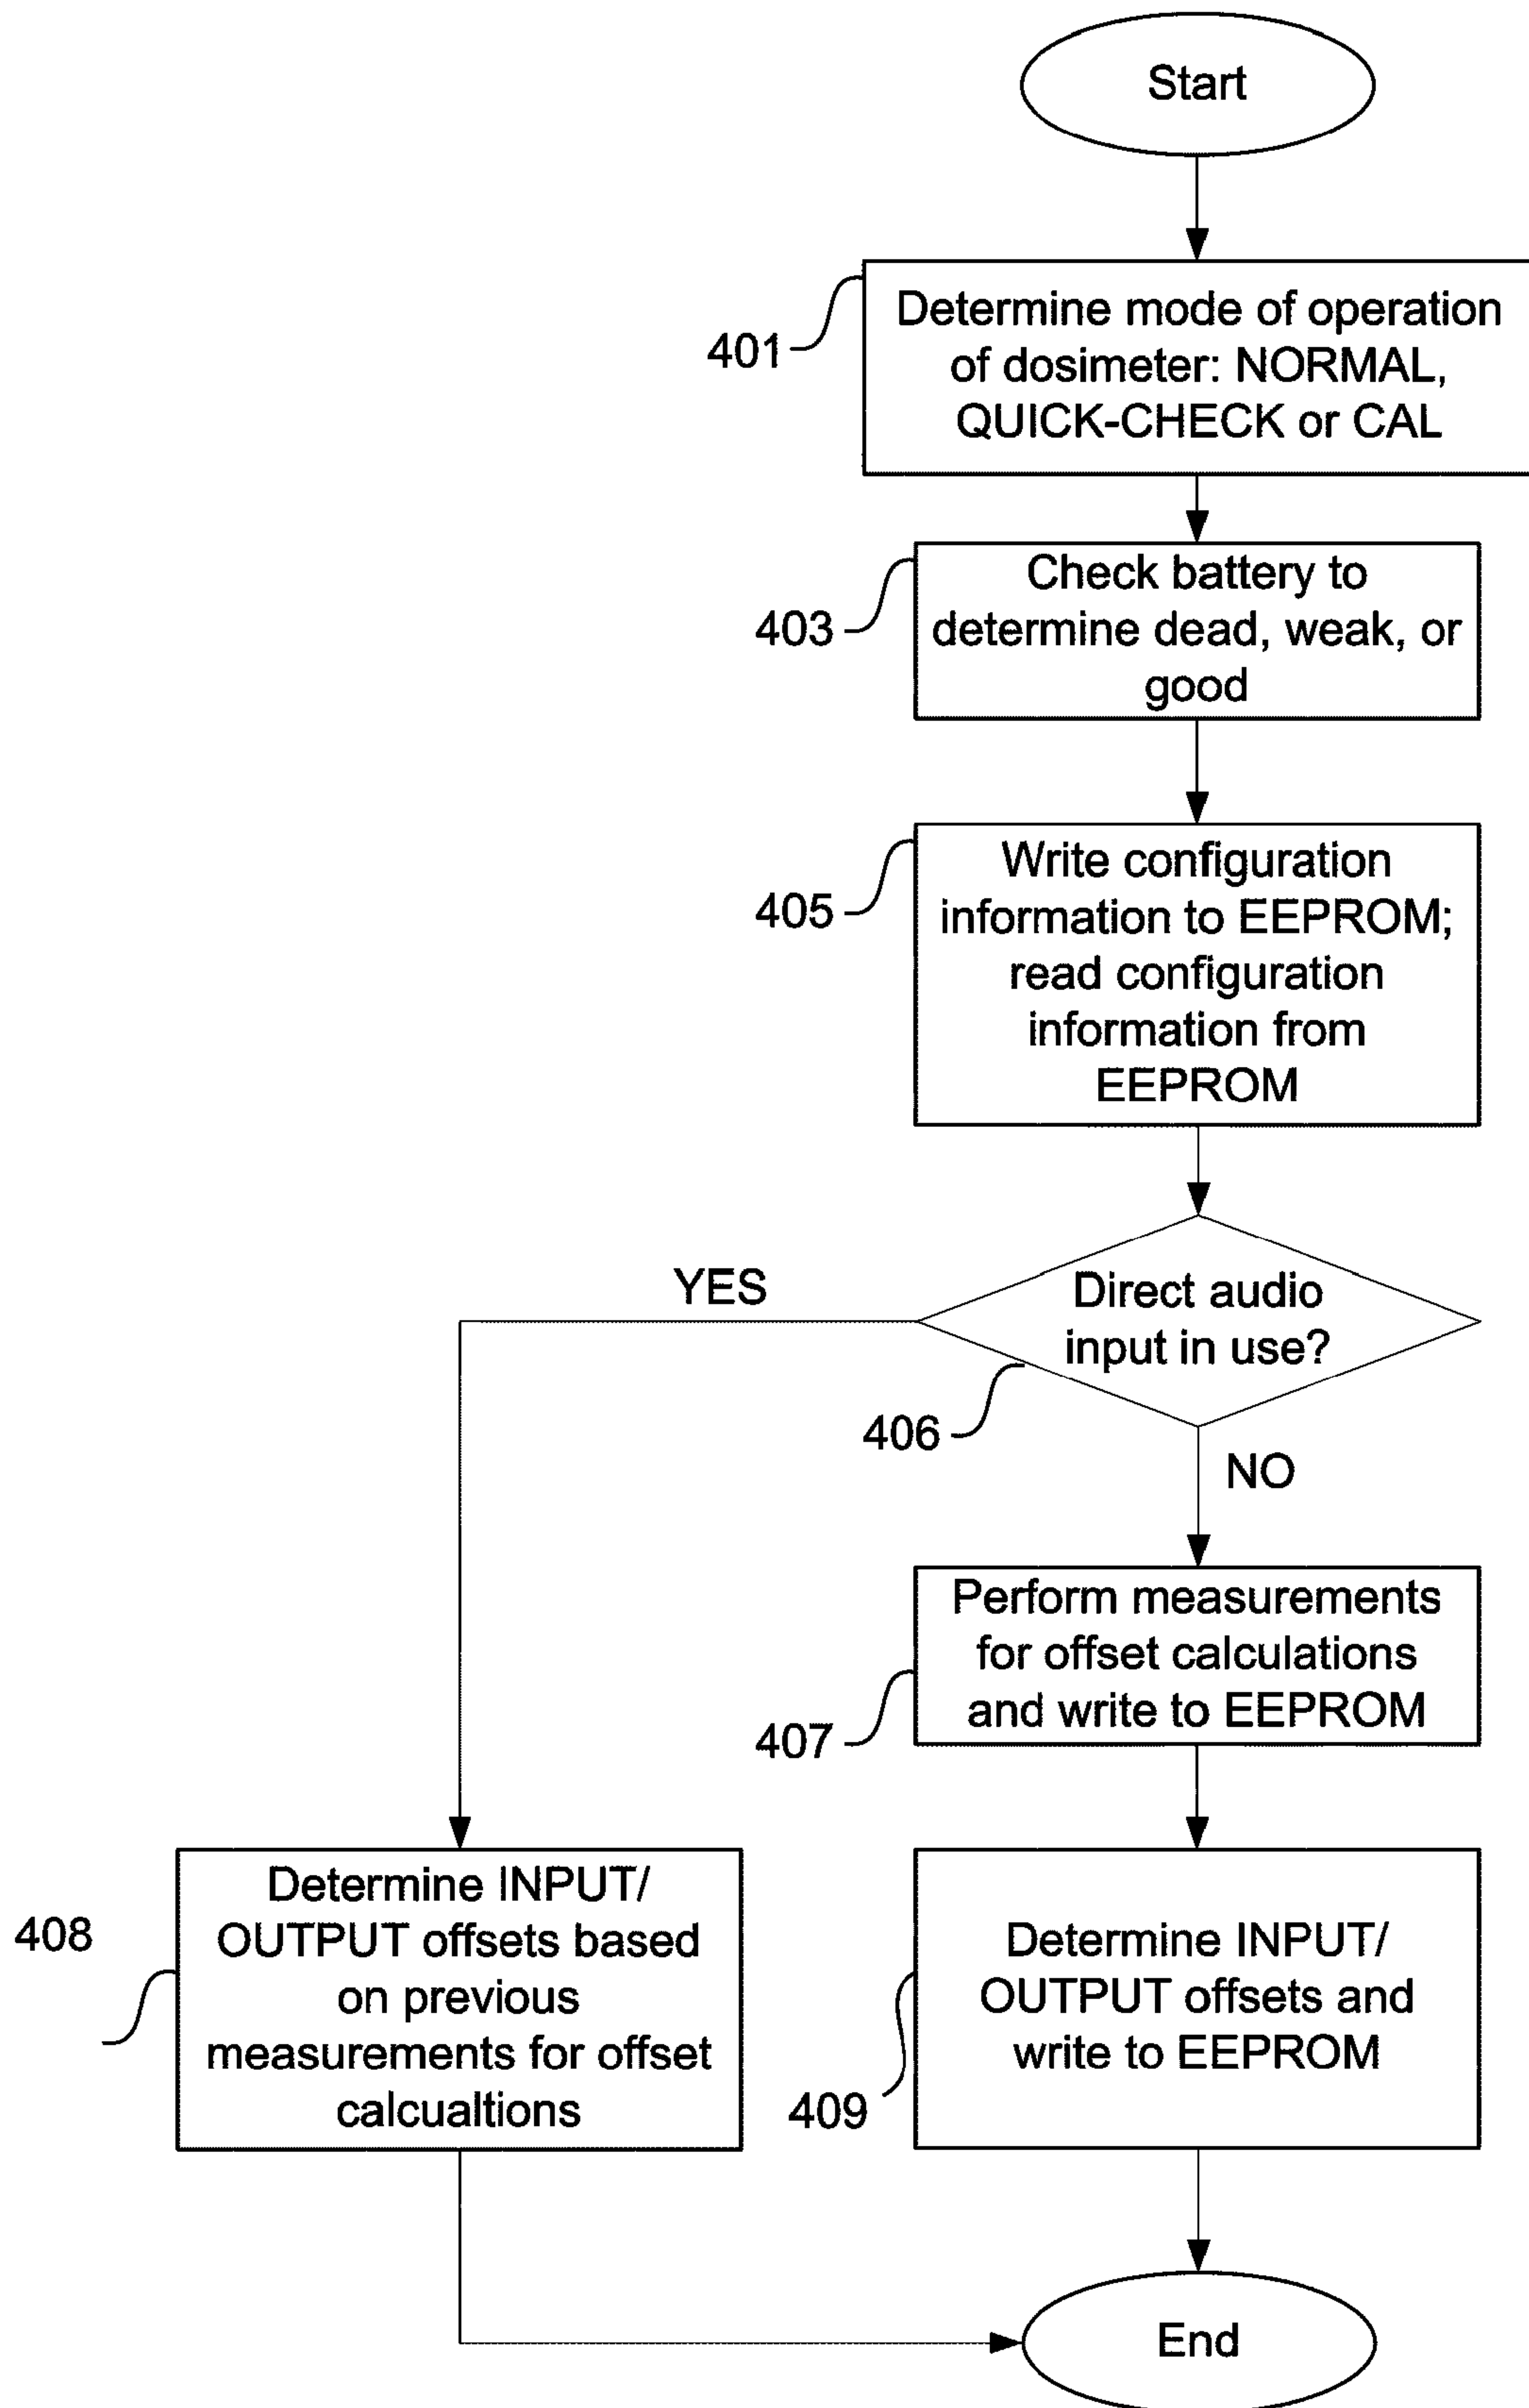 Start
401
Determine mode of operation
of dosimeter: NORMAL,
QUICK-CHECK or CAL
403
Check battery to
determine dead, weak, or
good
405
Write configuration
information to EEPROM;
read configuration
information from
EEPROM
YES
Direct audio
input in use?
406
NO
Perform measurements
for offset calculations
and write to EEPROM
407
408
Determine INPUT/
OUTPUT offsets based
on previous
measurements for offset
calcualtions
Determine INPUT/
OUTPUT offsets and
write to EEPROM
409
End